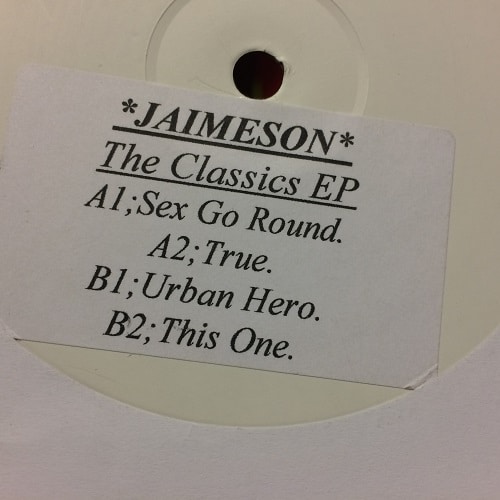 *JAIMESON*
The Classics EP
A1;Sex Go Round.
A2;True.
B1;Urban Hero.
B2;This One.